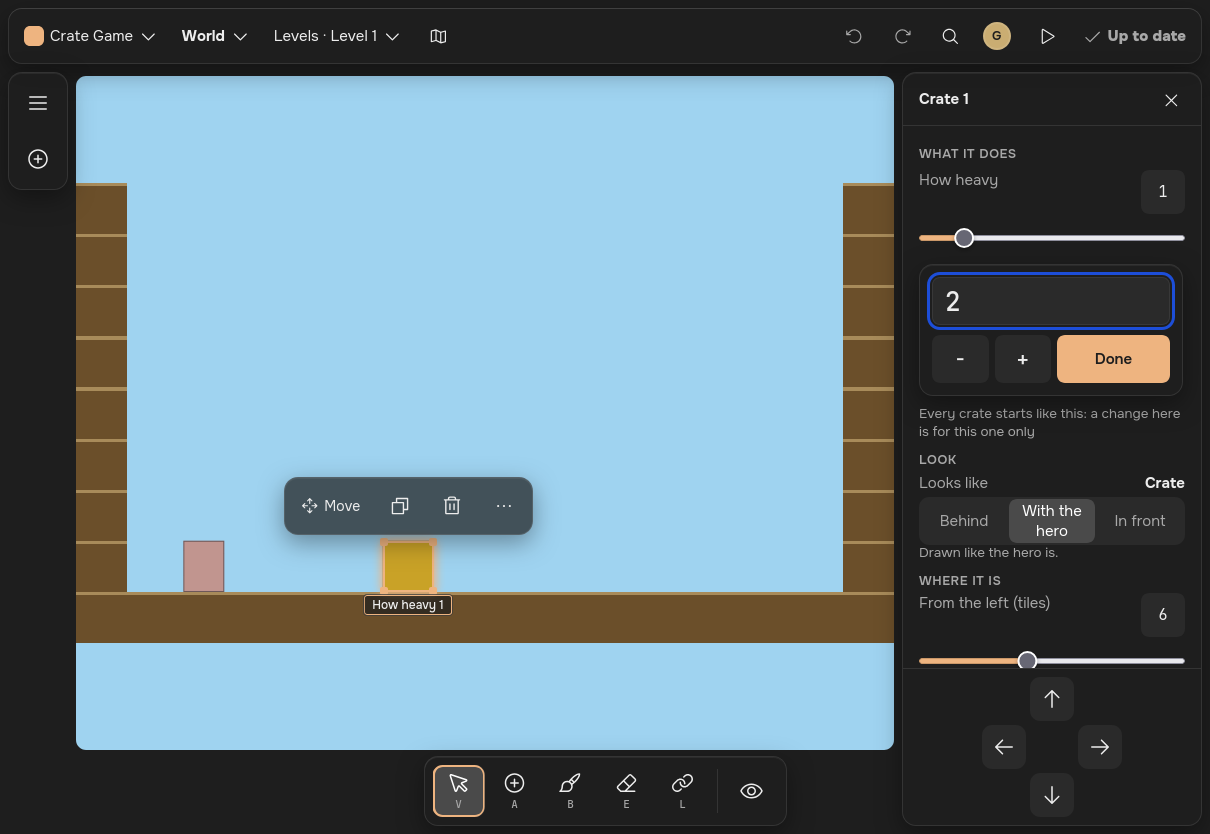 Crate Game
World
Levels · Level 1
G
Up to date
Crate 1
WHAT IT DOES
How heavy
1
2
-
+
Done
Every crate starts like this: a change here
is for this one only
LOOK
Looks like
Crate
Behind
With the
hero
In front
Drawn like the hero is.
WHERE IT IS
From the left (tiles)
6
Move
How heavy 1
V
A
B
E
L